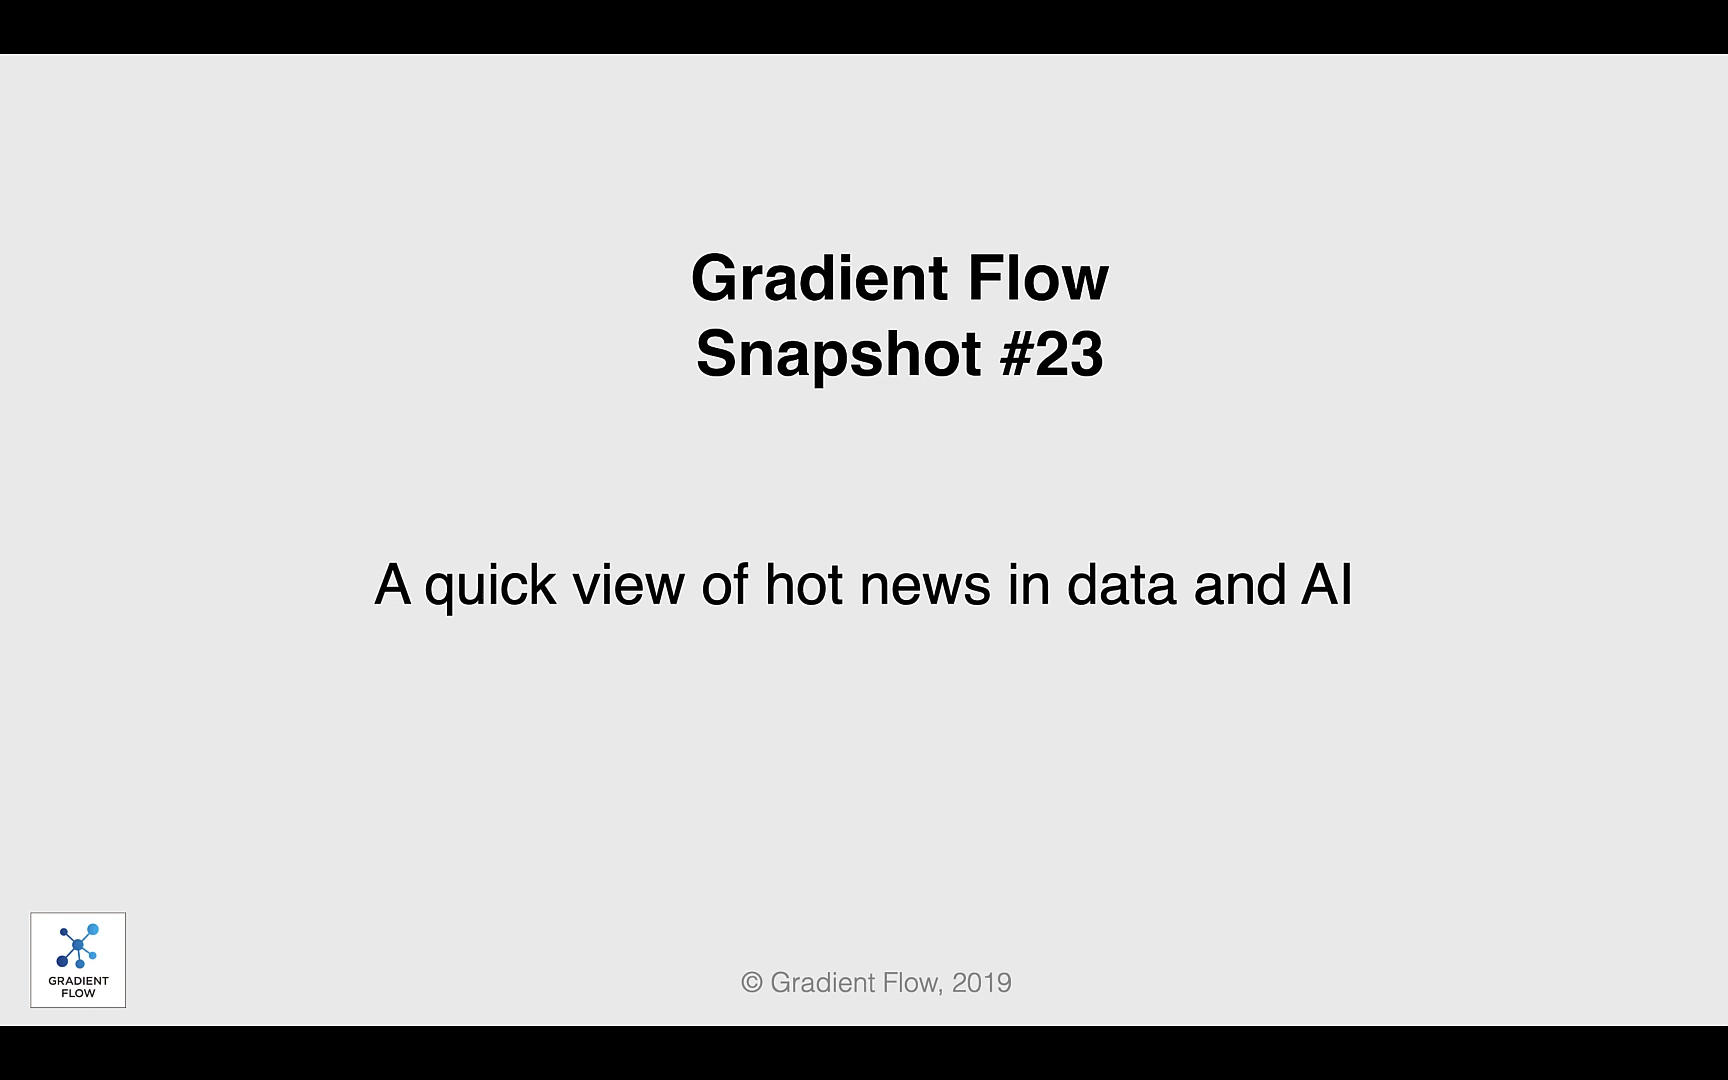 Gradient Flow
Snapshot #23
A quick view of hot news in data and AI
GRADIENT
FLOW
© Gradient Flow, 2019